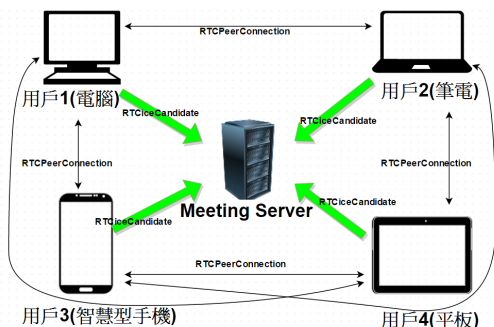 RTCPeerConnection
用戶1(電腦)
用戶2(筆電)
RTCiceCandidate
RTCiceCandidate
RTCPeerConnection
RTCPeerConnection
Meeting Server
RTCiceCandidate
RTCiceCandidate
RTCPeerConnection
用戶3(智慧型手機)
用戶4(平板)